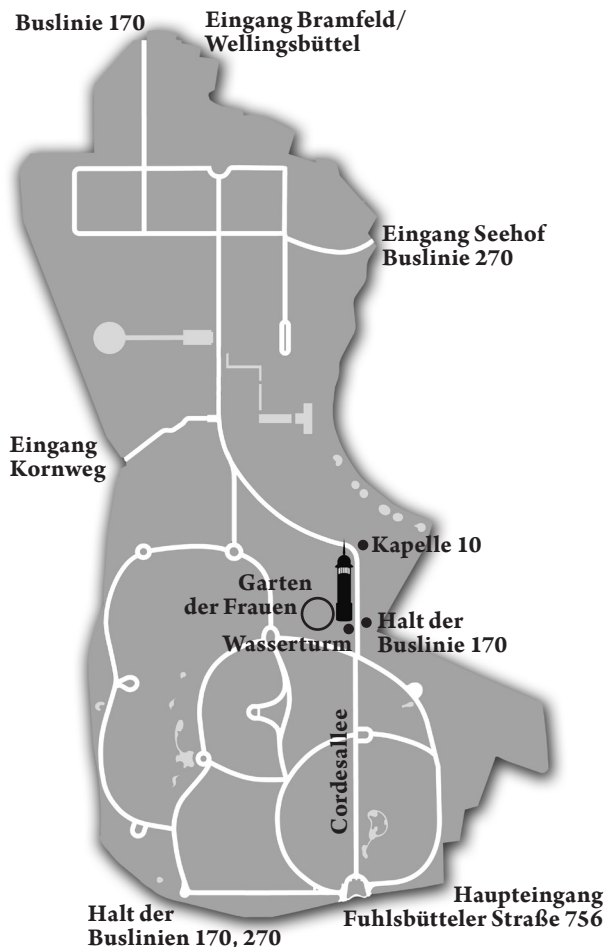 Buslinie 170
Eingang Bramfeld/
Wellingsbüttel
Eingang Seehof
Buslinie 270
Eingang
Kornweg
Kapelle 10
Garten
der Frauen
Halt der
Buslinie 170
Wasserturm
Cordesallee
Haupteingang
Fuhlsbütteler Straße 756
Halt der
Buslinien 170, 270